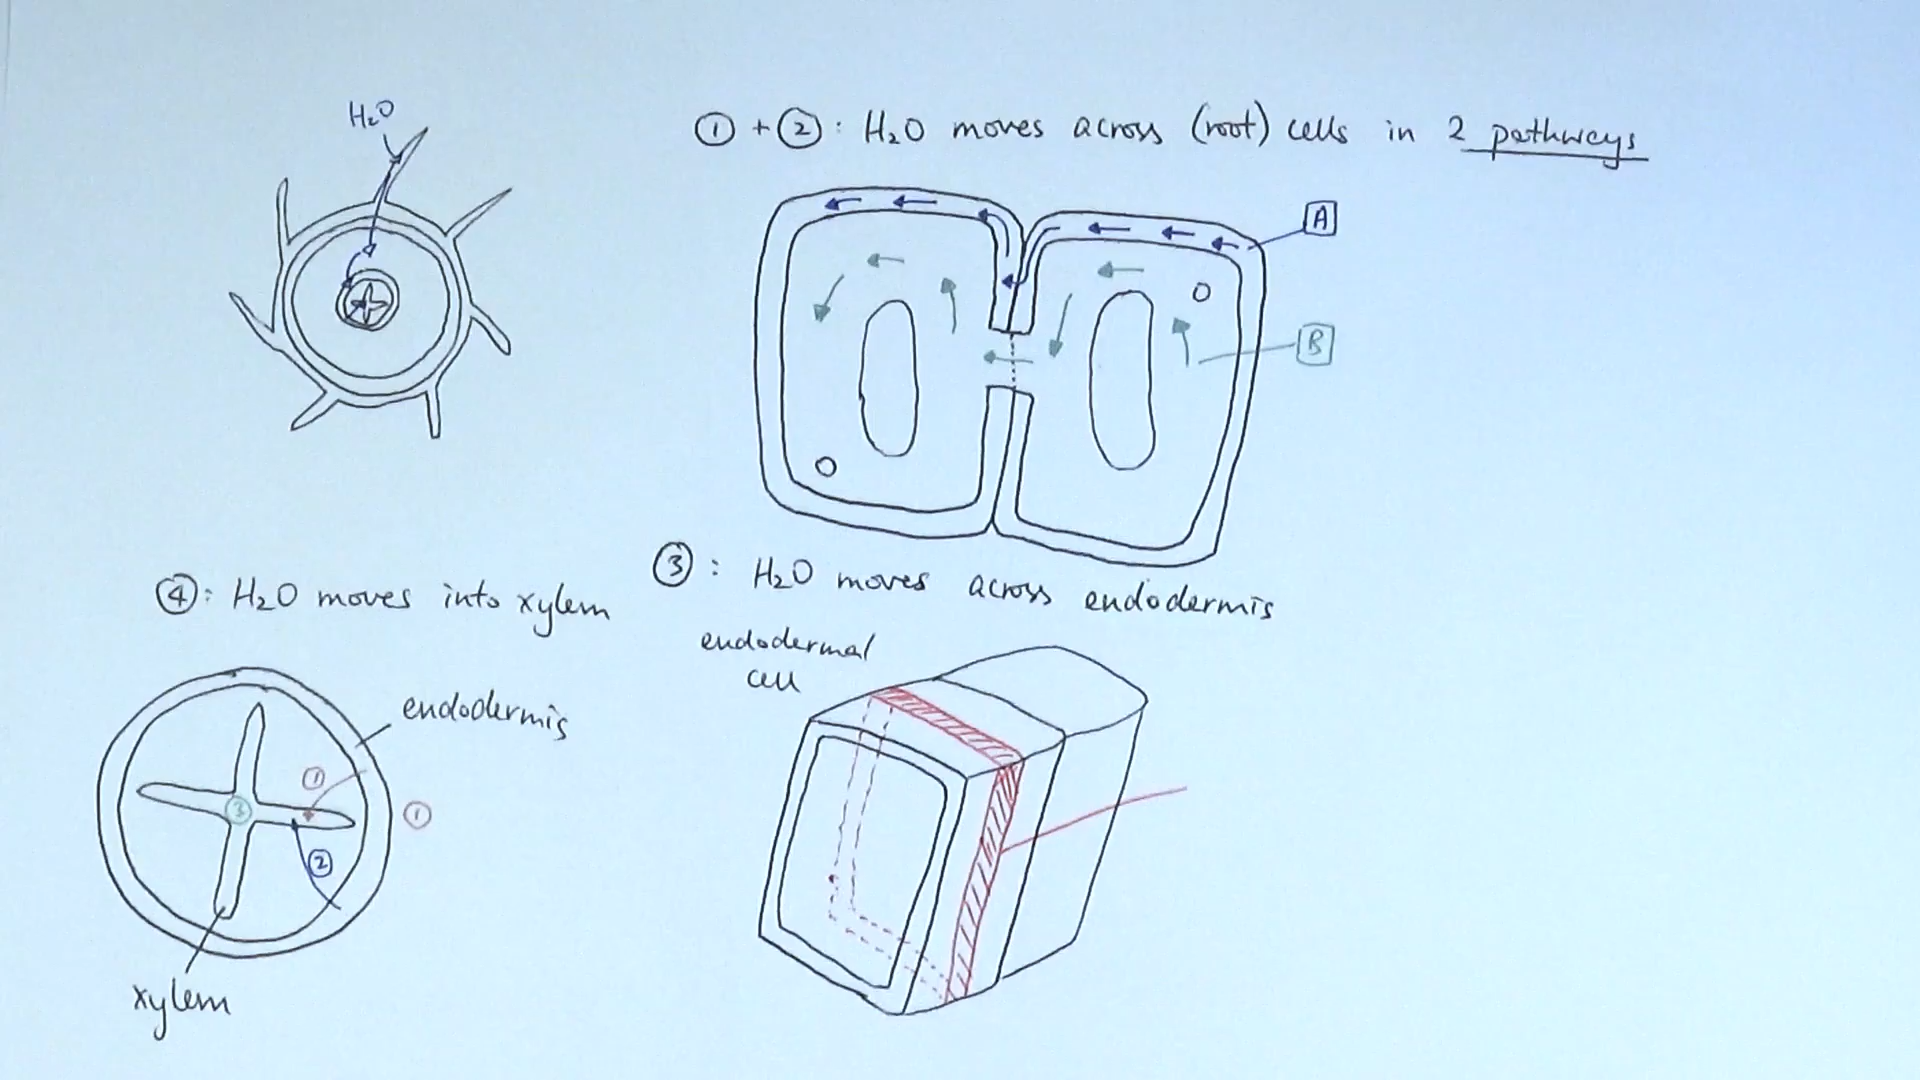 H₂O
① + ② : H₂O moves across (root) cells in 2 pathways
A
B
③ : H₂O moves across endodermis
endodermal
cell
④ : H₂O moves into xylem
endodermis
①
③
①
②
xylem